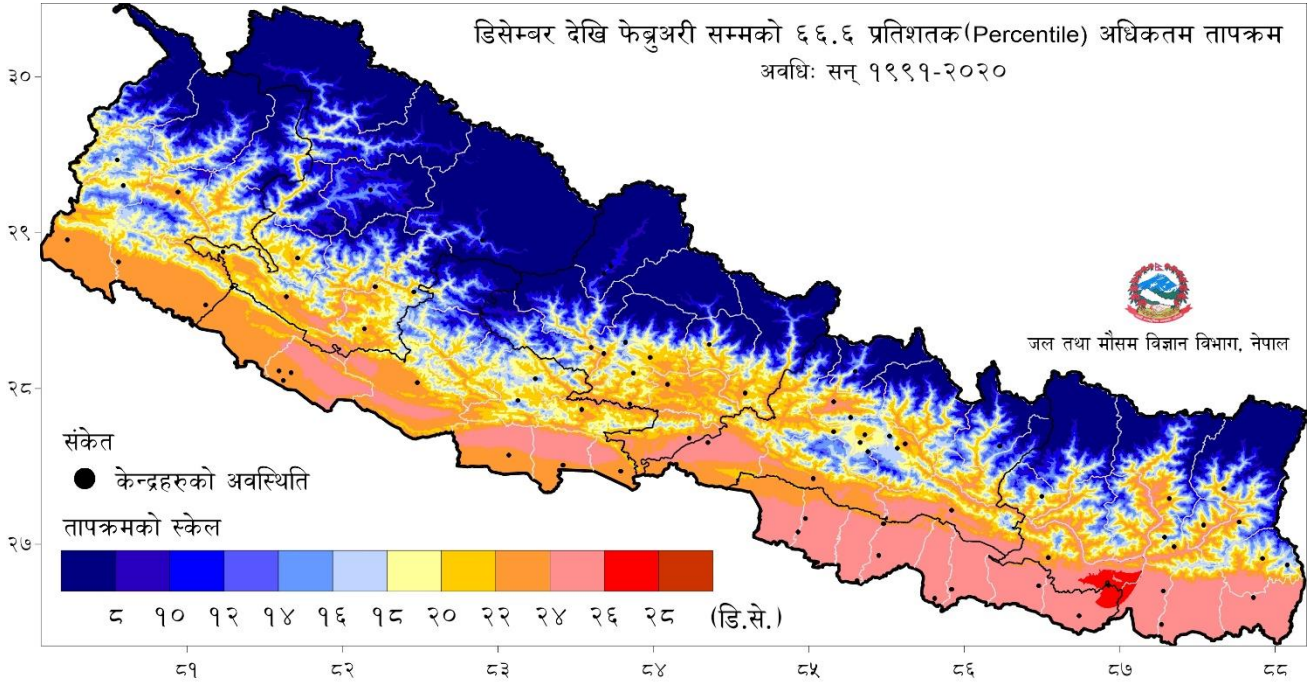 डिसेम्बर देखि फेब्रुअरी सम्मको ६६.६ प्रतिशतक(Percentile) अधिकतम तापक्रम
अवधिः सन् १९९१-२०२०
३०
२९
२८
२७
जल तथा मौसम विज्ञान विभाग, नेपाल
संकेत
केन्द्रहरुको अवस्थिति
तापक्रमको स्केल
८ १० १२ १४ १६ १८ २० २२ २४ २६ २८ (डि.से.)
८१ ८२ ८३ ८४ ८५ ८६ ८७ ८८